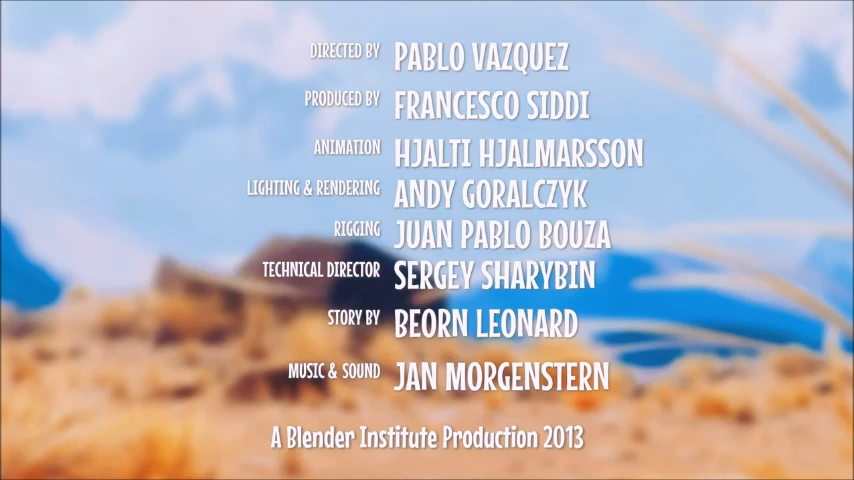 DIRECTED BY PABLO VAZQUEZ
PRODUCED BY FRANCESCO SIDDI
ANIMATION HJALTI HJALMARSSON
LIGHTING & RENDERING ANDY GORALCZYK
RIGGING JUAN PABLO BOUZA
TECHNICAL DIRECTOR SERGEY SHARYBIN
STORY BY BEORN LEONARD
MUSIC & SOUND JAN MORGENSTERN
A Blender Institute Production 2013